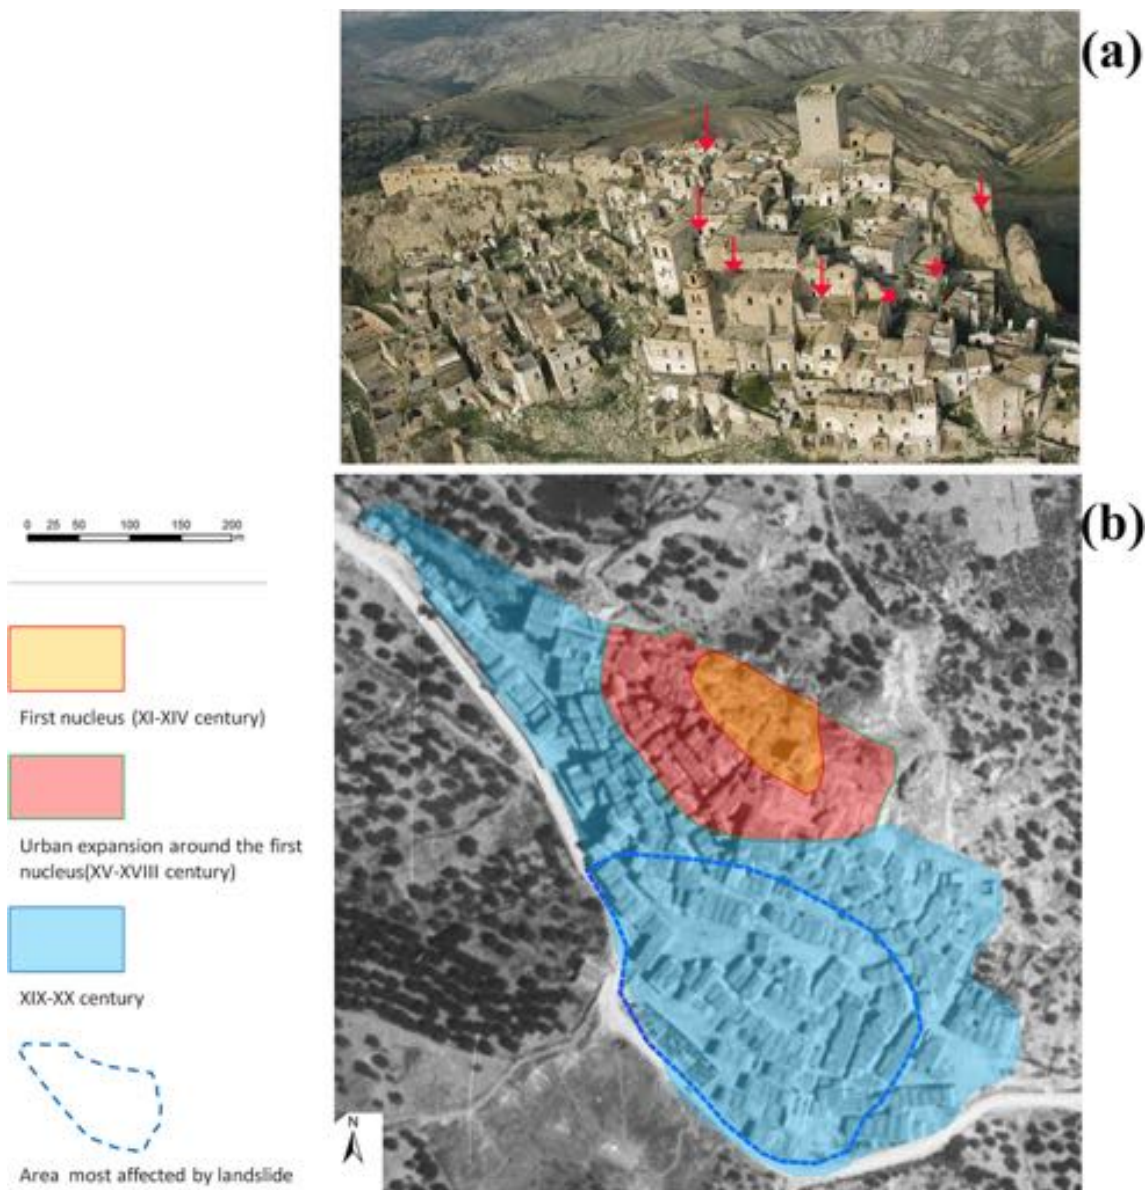 (a)
(b)
0 25 50 100 150 200
m
First nucleus (XI-XIV century)
Urban expansion around the first
nucleus(XV-XVIII century)
XIX-XX century
Area most affected by landslide
N